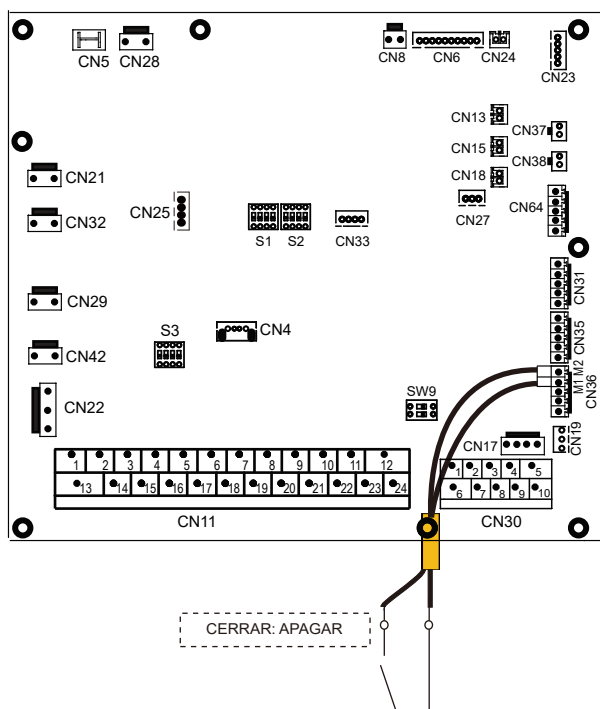 CN5
CN28
CN8
CN6
CN24
CN23
CN13
CN37
CN15
CN38
CN18
CN21
CN25
CN27
CN64
CN32
S1
S2
CN33
CN31
CN29
CN4
CN35
S3
CN42
M1 M2
CN36
CN22
SW9
CN17
CN19
1 2 3 4 5 6 7 8 9 10 11 12
13 14 15 16 17 18 19 20 21 22 23 24
CN11
1 2 3 4 5
6 7 8 9 10
CN30
CERRAR: APAGAR